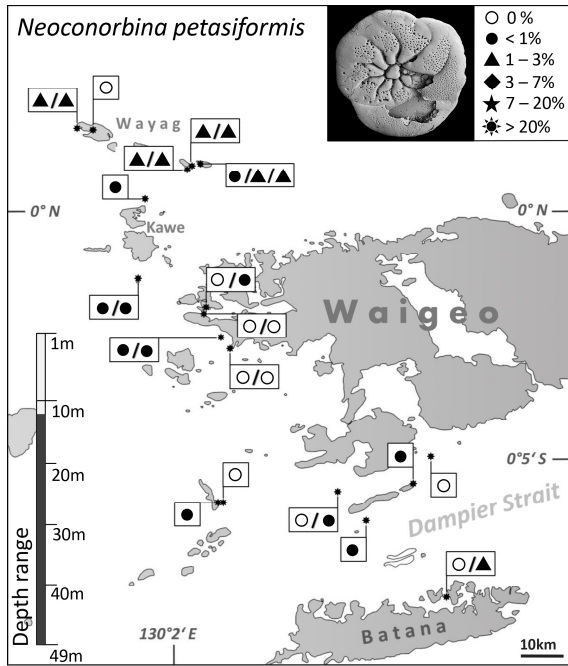 Neoconorbina petasiformis
0 %
< 1%
1 – 3%
3 – 7%
7 – 20%
> 20%
Wayag
0° N
0° N
Kawe
Waigeo
1m
10m
20m
30m
40m
49m
Depth range
0°5‘ S
Dampier Strait
Batana
130°2‘ E
10km